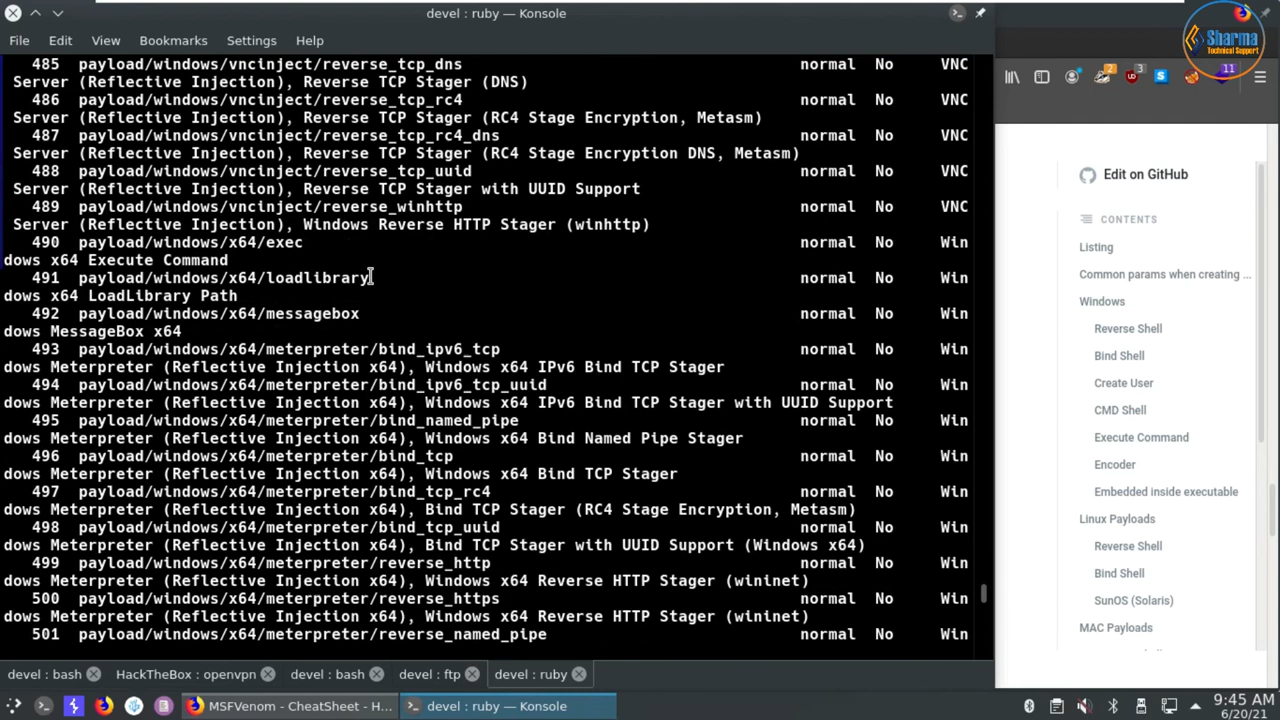 devel : ruby — Konsole
Sharma
Technical Support
File Edit View Bookmarks Settings Help
2 3 11
485 payload/windows/vncinject/reverse_tcp_dns normal No VNC
Server (Reflective Injection), Reverse TCP Stager (DNS)
486 payload/windows/vncinject/reverse_tcp_rc4 normal No VNC
Server (Reflective Injection), Reverse TCP Stager (RC4 Stage Encryption, Metasm)
487 payload/windows/vncinject/reverse_tcp_rc4_dns normal No VNC
Server (Reflective Injection), Reverse TCP Stager (RC4 Stage Encryption DNS, Metasm)
488 payload/windows/vncinject/reverse_tcp_uuid normal No VNC
Server (Reflective Injection), Reverse TCP Stager with UUID Support
489 payload/windows/vncinject/reverse_winhttp normal No VNC
Server (Reflective Injection), Windows Reverse HTTP Stager (winhttp)
490 payload/windows/x64/exec normal No Win
dows x64 Execute Command
491 payload/windows/x64/loadlibrary normal No Win
dows x64 LoadLibrary Path
492 payload/windows/x64/messagebox normal No Win
dows MessageBox x64
493 payload/windows/x64/meterpreter/bind_ipv6_tcp normal No Win
dows Meterpreter (Reflective Injection x64), Windows x64 IPv6 Bind TCP Stager
494 payload/windows/x64/meterpreter/bind_ipv6_tcp_uuid normal No Win
dows Meterpreter (Reflective Injection x64), Windows x64 IPv6 Bind TCP Stager with UUID Support
495 payload/windows/x64/meterpreter/bind_named_pipe normal No Win
dows Meterpreter (Reflective Injection x64), Windows x64 Bind Named Pipe Stager
496 payload/windows/x64/meterpreter/bind_tcp normal No Win
dows Meterpreter (Reflective Injection x64), Windows x64 Bind TCP Stager
497 payload/windows/x64/meterpreter/bind_tcp_rc4 normal No Win
dows Meterpreter (Reflective Injection x64), Bind TCP Stager (RC4 Stage Encryption, Metasm)
498 payload/windows/x64/meterpreter/bind_tcp_uuid normal No Win
dows Meterpreter (Reflective Injection x64), Bind TCP Stager with UUID Support (Windows x64)
499 payload/windows/x64/meterpreter/reverse_http normal No Win
dows Meterpreter (Reflective Injection x64), Windows x64 Reverse HTTP Stager (wininet)
500 payload/windows/x64/meterpreter/reverse_https normal No Win
dows Meterpreter (Reflective Injection x64), Windows x64 Reverse HTTP Stager (wininet)
501 payload/windows/x64/meterpreter/reverse_named_pipe normal No Win
Edit on GitHub
CONTENTS
Listing
Common params when creating ...
Windows
Reverse Shell
Bind Shell
Create User
CMD Shell
Execute Command
Encoder
Embedded inside executable
Linux Payloads
Reverse Shell
Bind Shell
SunOS (Solaris)
MAC Payloads
devel : bash HackTheBox : openvpn devel : bash devel : ftp devel : ruby
MSFVenom - CheatSheet - H... devel : ruby — Konsole 9:45 AM
6/20/21